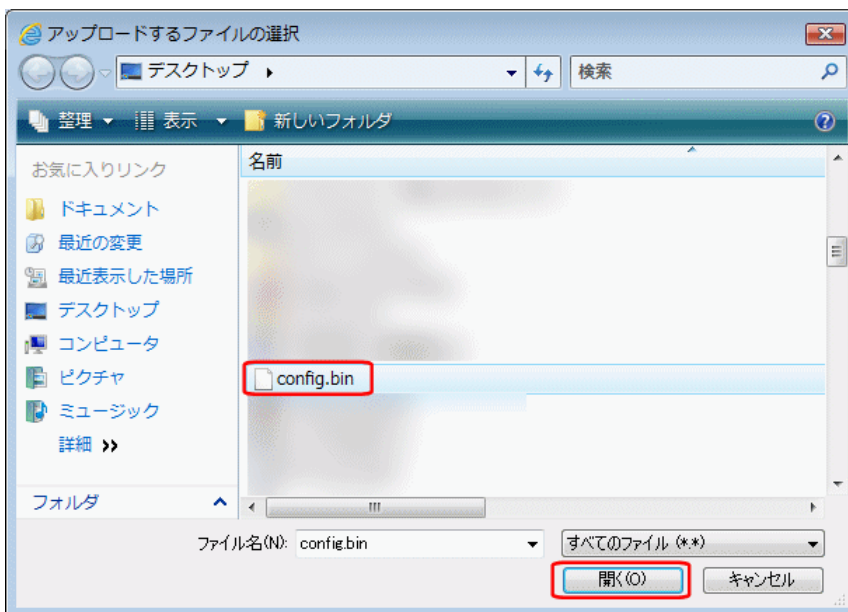 アップロードするファイルの選択
デスクトップ
検索
整理 表示 新しいフォルダ
お気に入りリンク
名前
ドキュメント
最近の変更
最近表示した場所
デスクトップ
コンピュータ
ピクチャ
ミュージック
詳細 »
config.bin
フォルダ
ファイル名(N): config.bin すべてのファイル (*.*)
開く(O) キャンセル